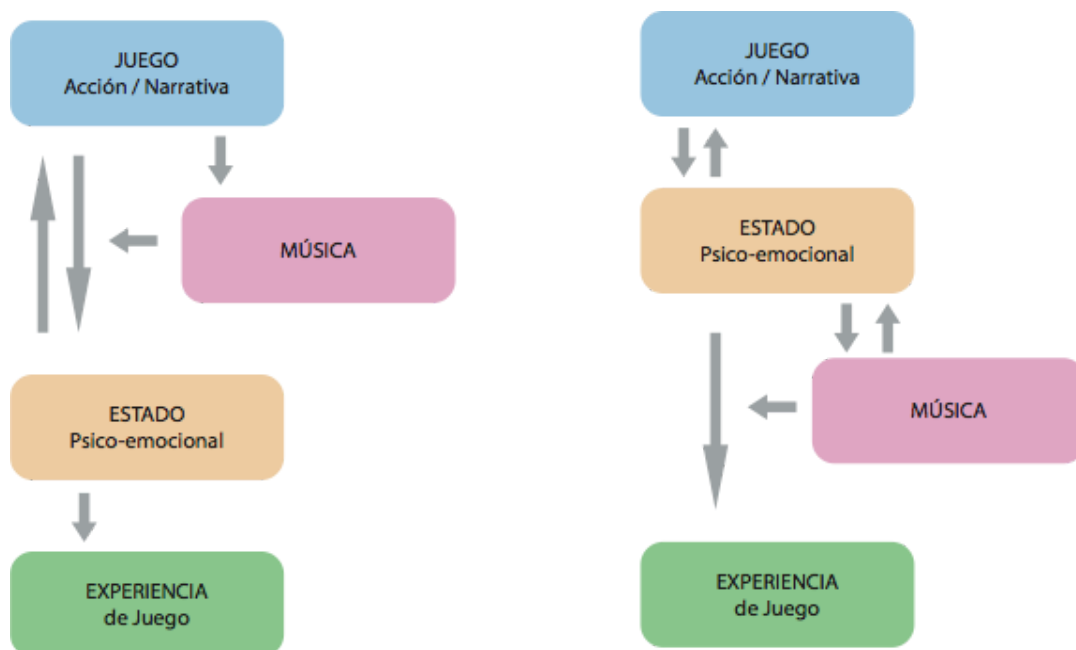 JUEGO
Acción / Narrativa
MÚSICA
ESTADO
Psico-emocional
EXPERIENCIA
de Juego
JUEGO
Acción / Narrativa
ESTADO
Psico-emocional
MÚSICA
EXPERIENCIA
de Juego